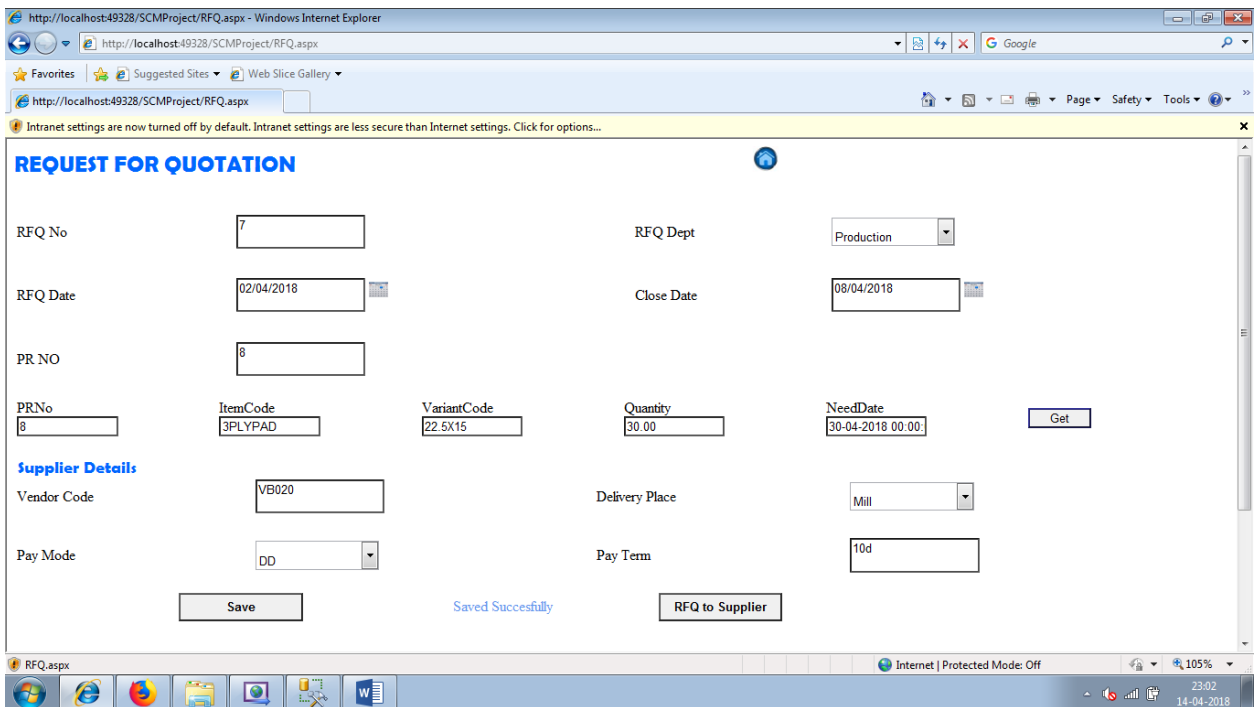 http://localhost:49328/SCMProject/RFQ.aspx - Windows Internet Explorer
http://localhost:49328/SCMProject/RFQ.aspx
Google
Favorites Suggested Sites Web Slice Gallery
http://localhost:49328/SCMProject/RFQ.aspx
Page Safety Tools
Intranet settings are now turned off by default. Intranet settings are less secure than Internet settings. Click for options...
REQUEST FOR QUOTATION
RFQ No 7 RFQ Dept Production
RFQ Date 02/04/2018 Close Date 08/04/2018
PR NO 8
PRNo ItemCode VariantCode Quantity NeedDate
8 3PLYPAD 22.5X15 30.00 30-04-2018 00:00: Get
Supplier Details
Vendor Code VB020 Delivery Place Mill
Pay Mode DD Pay Term 10d
Save Saved Succesfully RFQ to Supplier
RFQ.aspx Internet | Protected Mode: Off 105%
23:02
14-04-2018